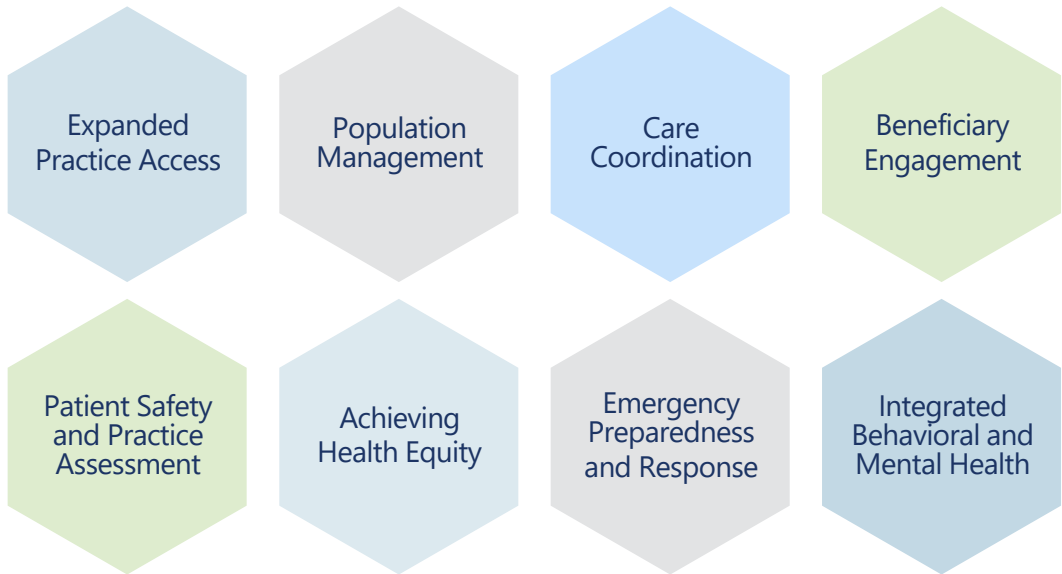 Expanded
Practice Access
Population
Management
Care
Coordination
Beneficiary
Engagement
Patient Safety
and Practice
Assessment
Achieving
Health Equity
Emergency
Preparedness
and Response
Integrated
Behavioral and
Mental Health